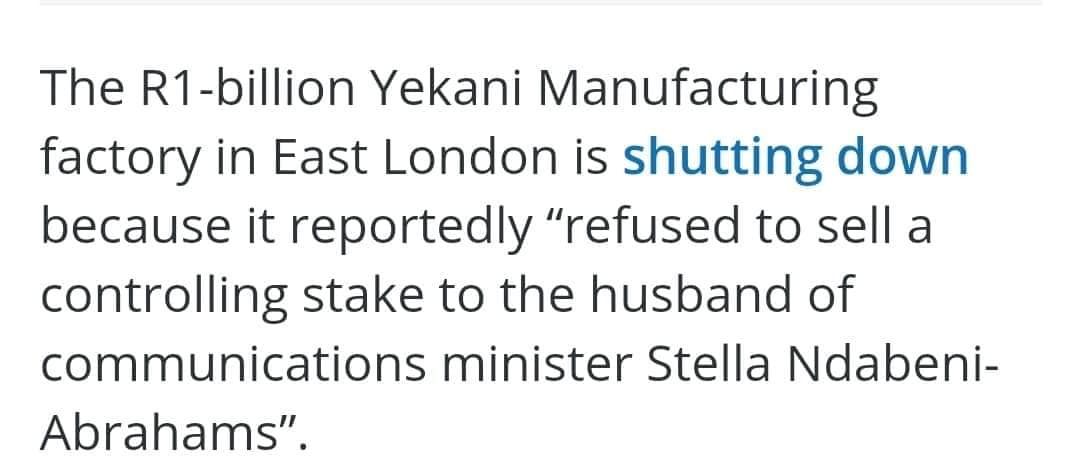 The R1-billion Yekani Manufacturing
factory in East London is shutting down
because it reportedly “refused to sell a
controlling stake to the husband of
communications minister Stella Ndabeni-
Abrahams”.